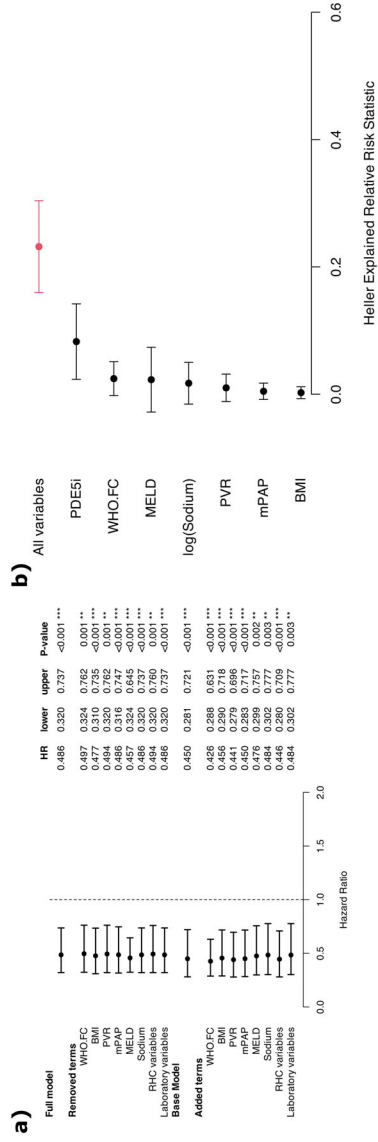 a)
HR lower upper P-value
Full model 0.486 0.320 0.737 <0.001 ***
Removed terms
WHO.FC 0.497 0.324 0.762 0.001 **
BMI 0.477 0.310 0.735 <0.001 ***
PVR 0.494 0.320 0.762 0.001 **
mPAP 0.486 0.316 0.747 <0.001 ***
MELD 0.457 0.324 0.645 <0.001 ***
Sodium 0.486 0.320 0.737 <0.001 ***
RHC variables 0.494 0.320 0.760 0.001 **
Laboratory variables 0.486 0.320 0.737 <0.001 ***
Base Model 0.450 0.281 0.721 <0.001 ***
Added terms
WHO.FC 0.426 0.288 0.631 <0.001 ***
BMI 0.456 0.290 0.718 <0.001 ***
PVR 0.441 0.279 0.696 <0.001 ***
mPAP 0.450 0.283 0.717 <0.001 ***
MELD 0.476 0.299 0.757 0.002 **
Sodium 0.484 0.302 0.777 0.003 **
RHC variables 0.446 0.280 0.709 <0.001 ***
Laboratory variables 0.484 0.302 0.777 0.003 **
0.0 0.5 1.0 1.5 2.0
Hazard Ratio
b)
All variables
PDE5i
WHO.FC
MELD
log(Sodium)
PVR
mPAP
BMI
0.0 0.2 0.4 0.6
Heller Explained Relative Risk Statistic